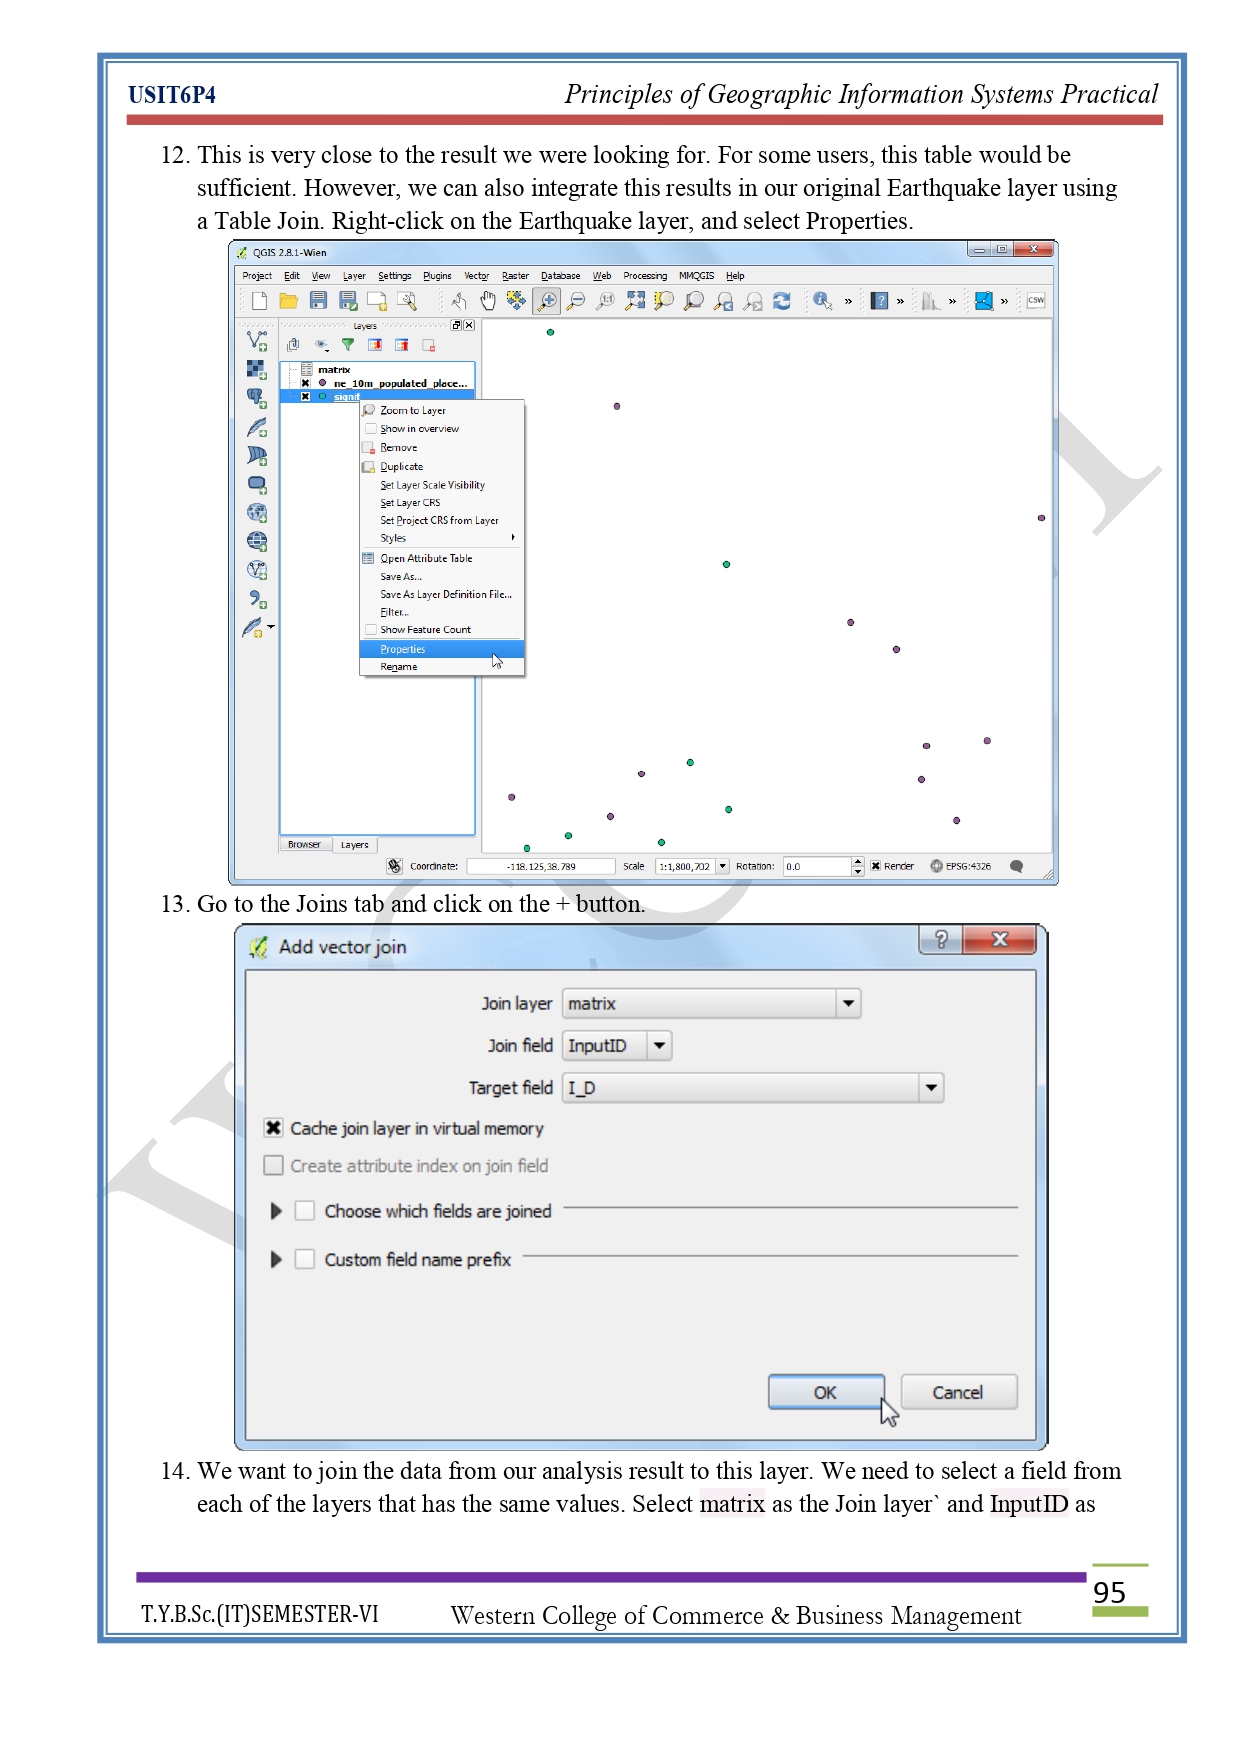 USIT6P4 Principles of Geographic Information Systems Practical
12. This is very close to the result we were looking for. For some users, this table would be
sufficient. However, we can also integrate this results in our original Earthquake layer using
a Table Join. Right-click on the Earthquake layer, and select Properties.
QGIS 2.8.1-Wien
Project Edit View Layer Settings Plugins Vector Raster Database Web Processing MMQGIS Help
CSW
Layers
matrix
ne_10m_populated_place...
signif
Zoom to Layer
Show in overview
Remove
Duplicate
Set Layer Scale Visibility
Set Layer CRS
Set Project CRS from Layer
Styles
Open Attribute Table
Save As...
Save As Layer Definition File...
Filter...
Show Feature Count
Properties
Rename
Browser Layers
Coordinate: -118.125,38.789 Scale 1:1,800,702 Rotation: 0.0 Render EPSG:4326
13. Go to the Joins tab and click on the + button.
Add vector join
Join layer matrix
Join field InputID
Target field I_D
Cache join layer in virtual memory
Create attribute index on join field
Choose which fields are joined
Custom field name prefix
OK Cancel
14. We want to join the data from our analysis result to this layer. We need to select a field from
each of the layers that has the same values. Select matrix as the Join layer` and InputID as
95
T.Y.B.Sc.(IT)SEMESTER-VI Western College of Commerce & Business Management